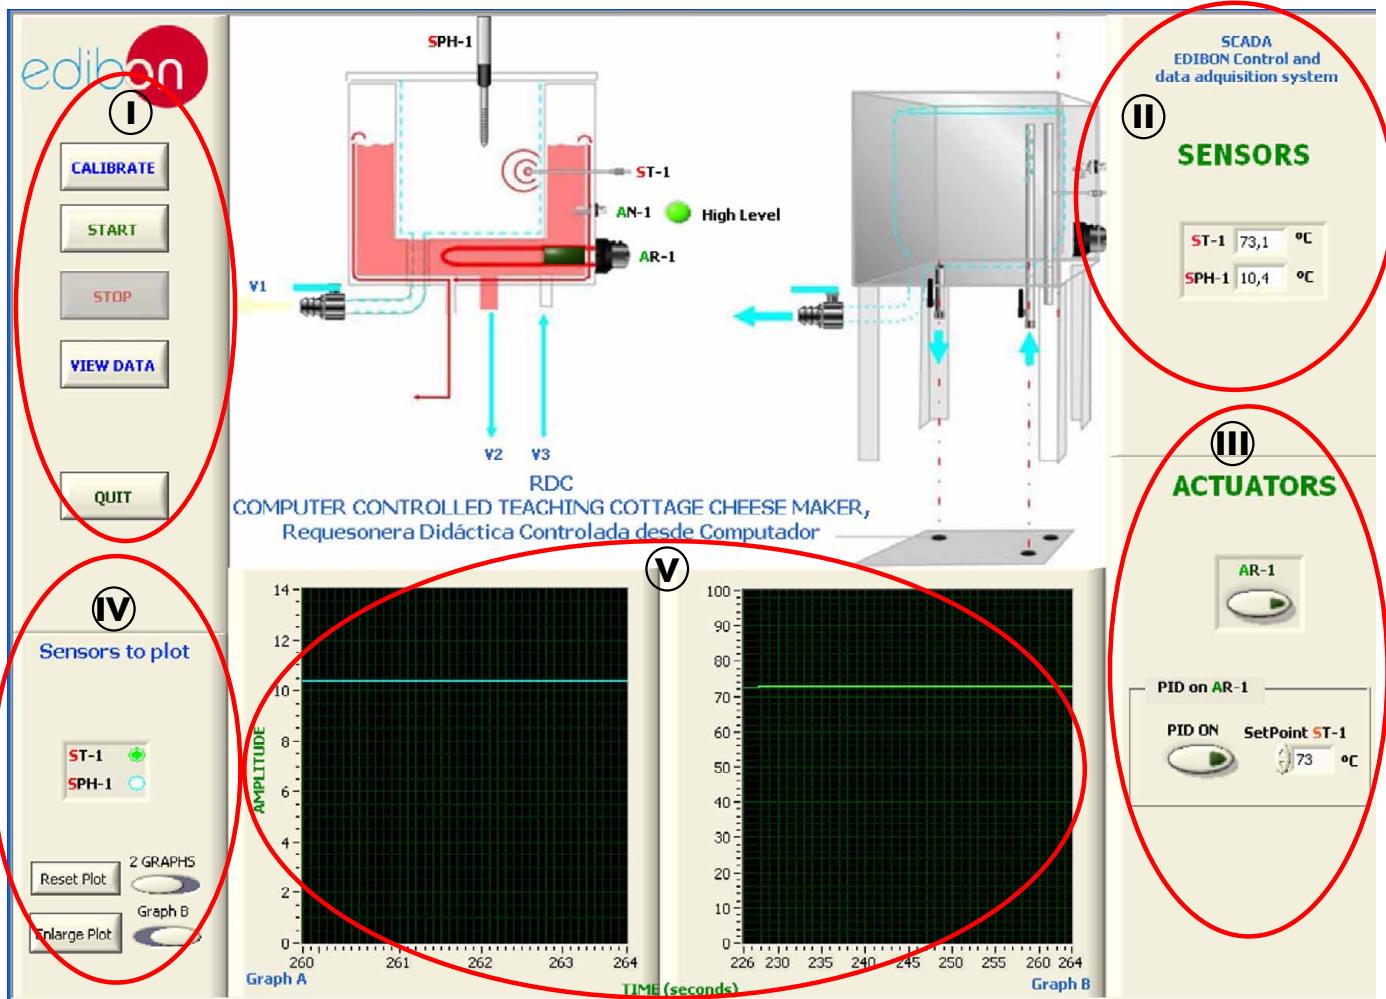 edibon
I
CALIBRATE
START
STOP
VIEW DATA
QUIT
SPH-1
ST-1
AN-1
High Level
AR-1
V1
V2
V3
RDC
COMPUTER CONTROLLED TEACHING COTTAGE CHEESE MAKER,
Requesonera Didáctica Controlada desde Computador
SCADA
EDIBON Control and
data adquisition system
II
SENSORS
ST-1 73,1 ºC
SPH-1 10,4 ºC
III
ACTUATORS
AR-1
PID on AR-1
PID ON
SetPoint ST-1
73 ºC
IV
Sensors to plot
ST-1
SPH-1
Reset Plot
2 GRAPHS
Enlarge Plot
Graph B
V
AMPLITUDE
14
12
10
8
6
4
2
0
260 261 262 263 264
Graph A
TIME (seconds)
100
90
80
70
60
50
40
30
20
10
0
226 230 235 240 245 250 255 260 264
Graph B